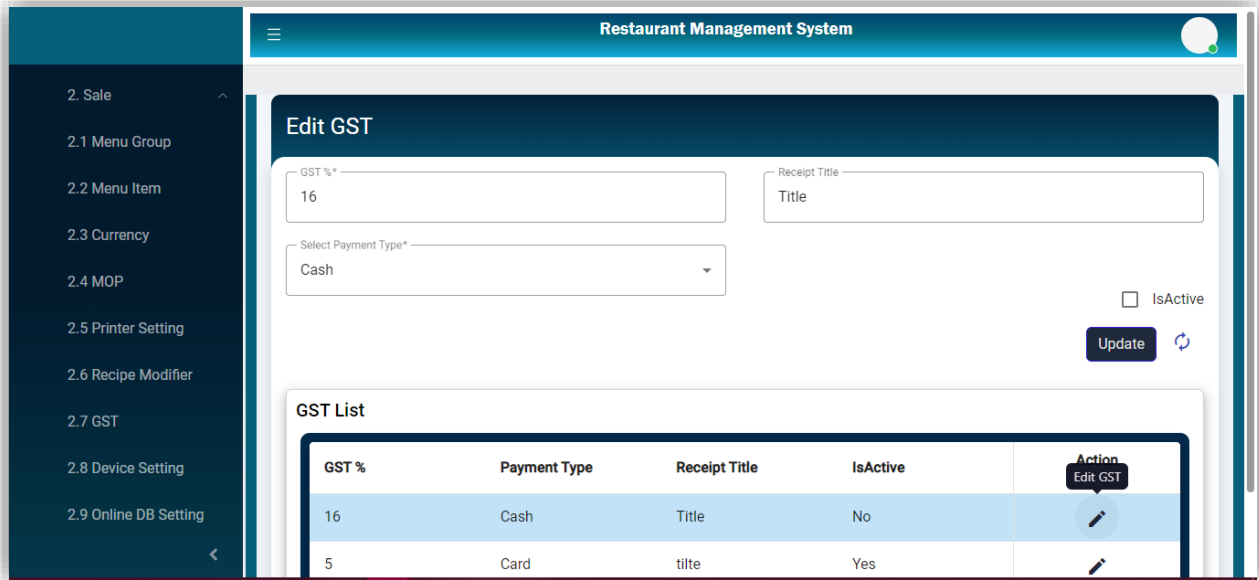 Restaurant Management System
2. Sale
2.1 Menu Group
2.2 Menu Item
2.3 Currency
2.4 MOP
2.5 Printer Setting
2.6 Recipe Modifier
2.7 GST
2.8 Device Setting
2.9 Online DB Setting
Edit GST
GST %* Receipt Title
16 Title
Select Payment Type*
Cash
IsActive
Update
GST List
GST % Payment Type Receipt Title IsActive Action
Edit GST
16 Cash Title No
5 Card tilte Yes